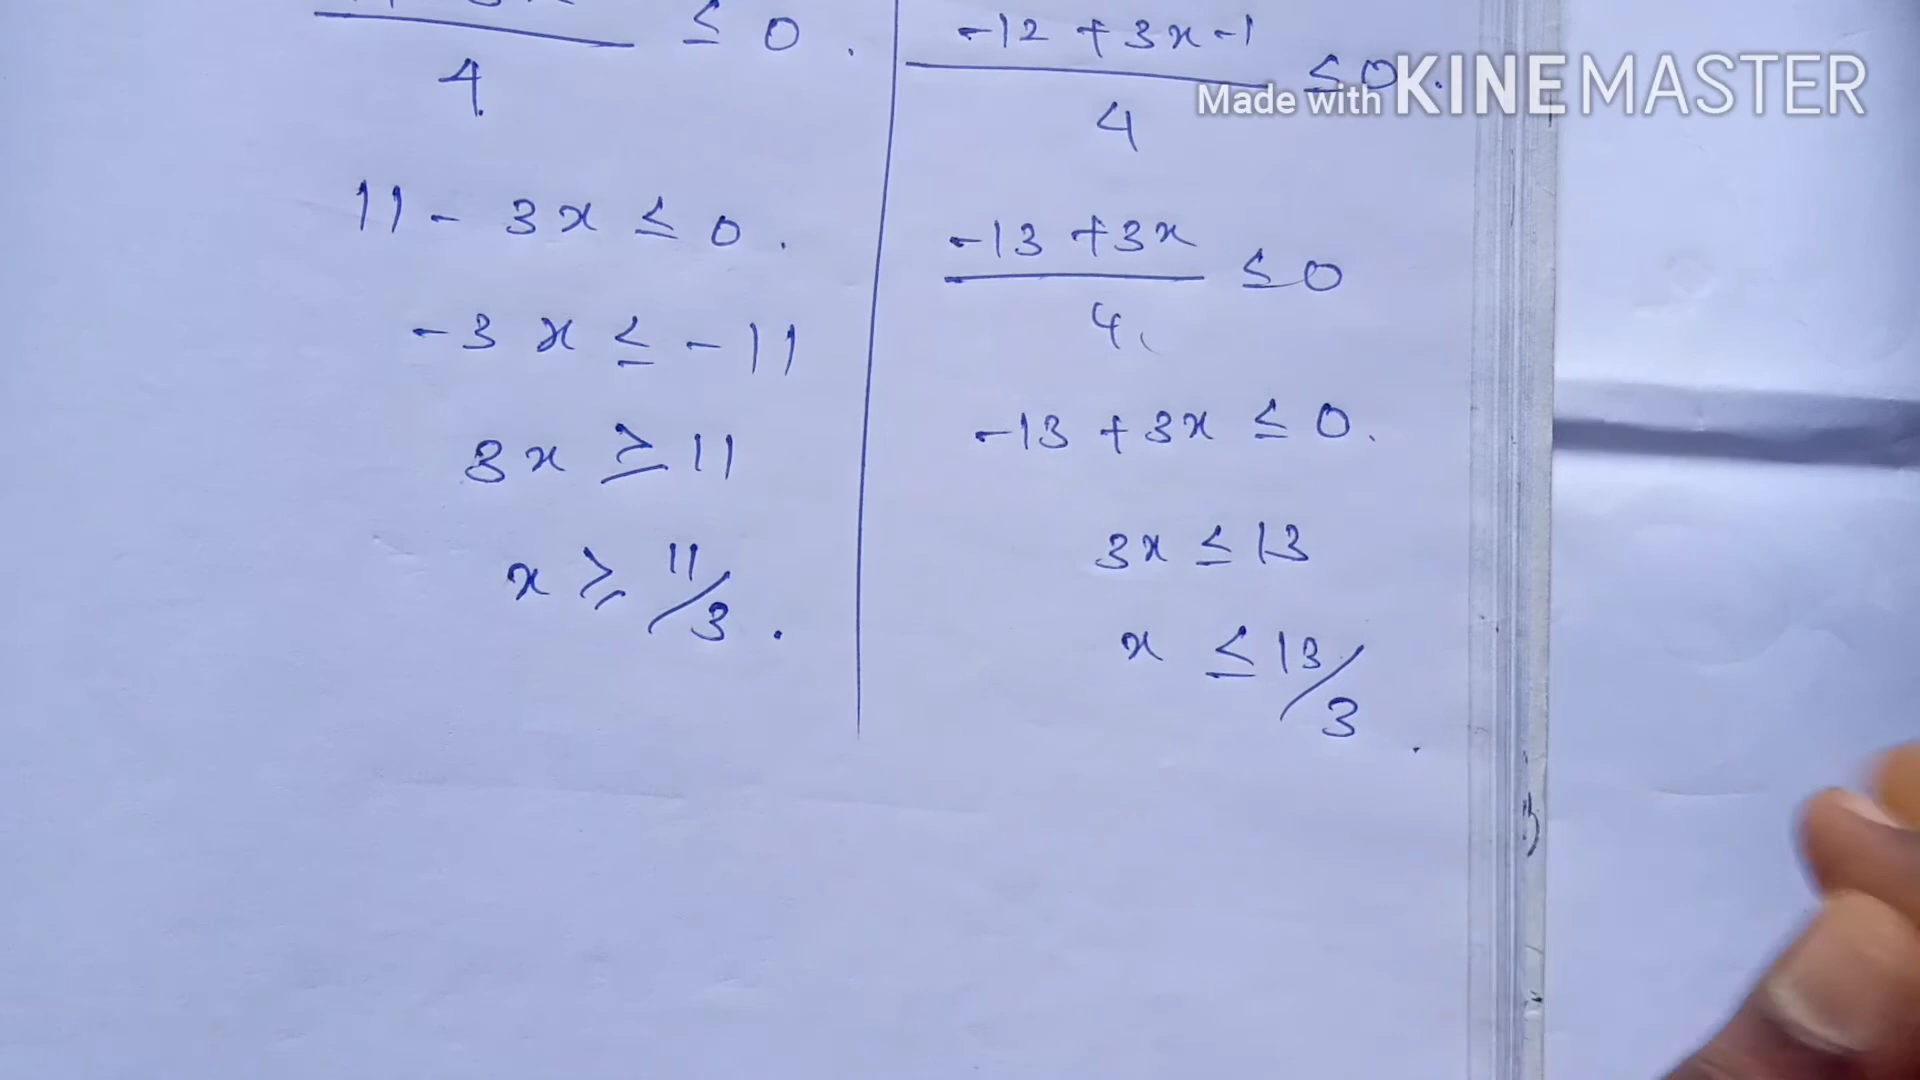 ≤ 0 .
4
11 - 3x ≤ 0 .
-3x ≤ -11
3x ≥ 11
x ≥ 11/3 .
-12 + 3x - 1
≤ 0 .
4
-13 + 3x
≤ 0
4
-13 + 3x ≤ 0 .
3x ≤ 13
x ≤ 13/3 .
Made with KINEMASTER